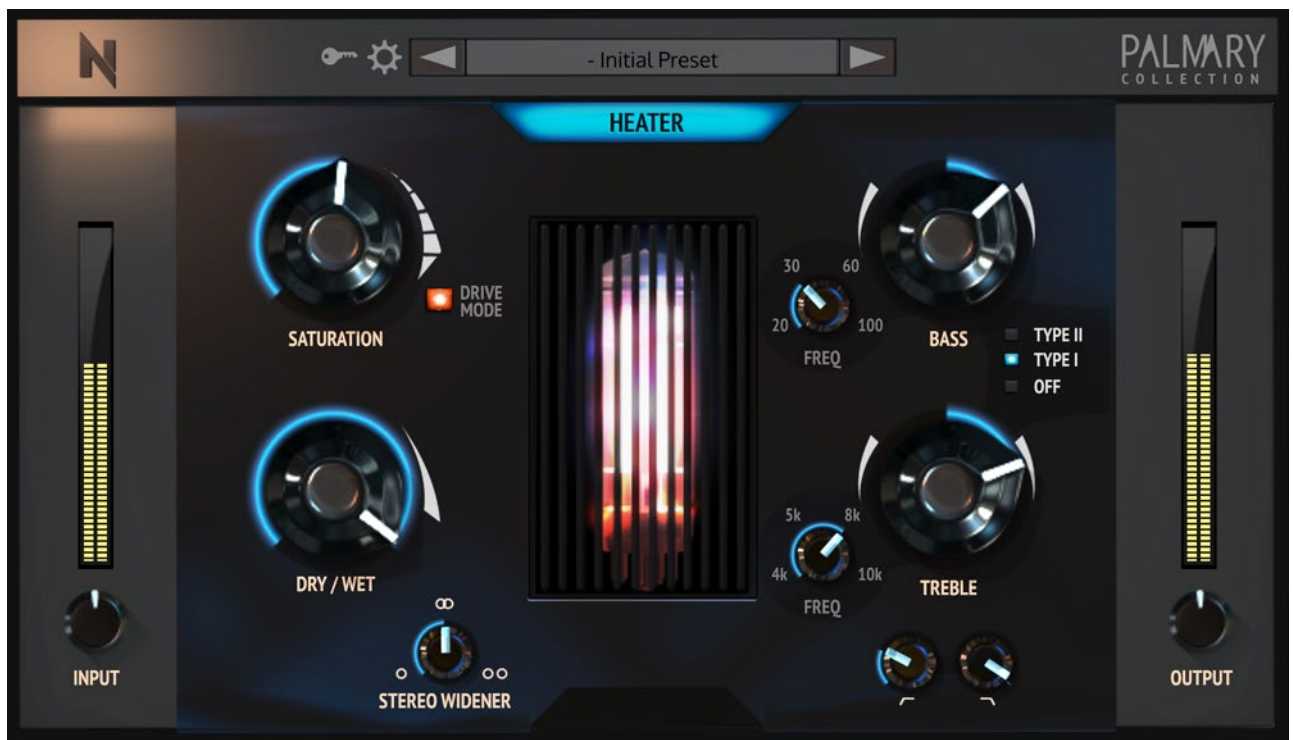 N
- Initial Preset
PALMARY
COLLECTION
HEATER
SATURATION
DRIVE
MODE
30
60
20
100
FREQ
BASS
TYPE II
TYPE I
OFF
DRY / WET
5k
8k
4k
10k
FREQ
TREBLE
STEREO WIDENER
INPUT
OUTPUT